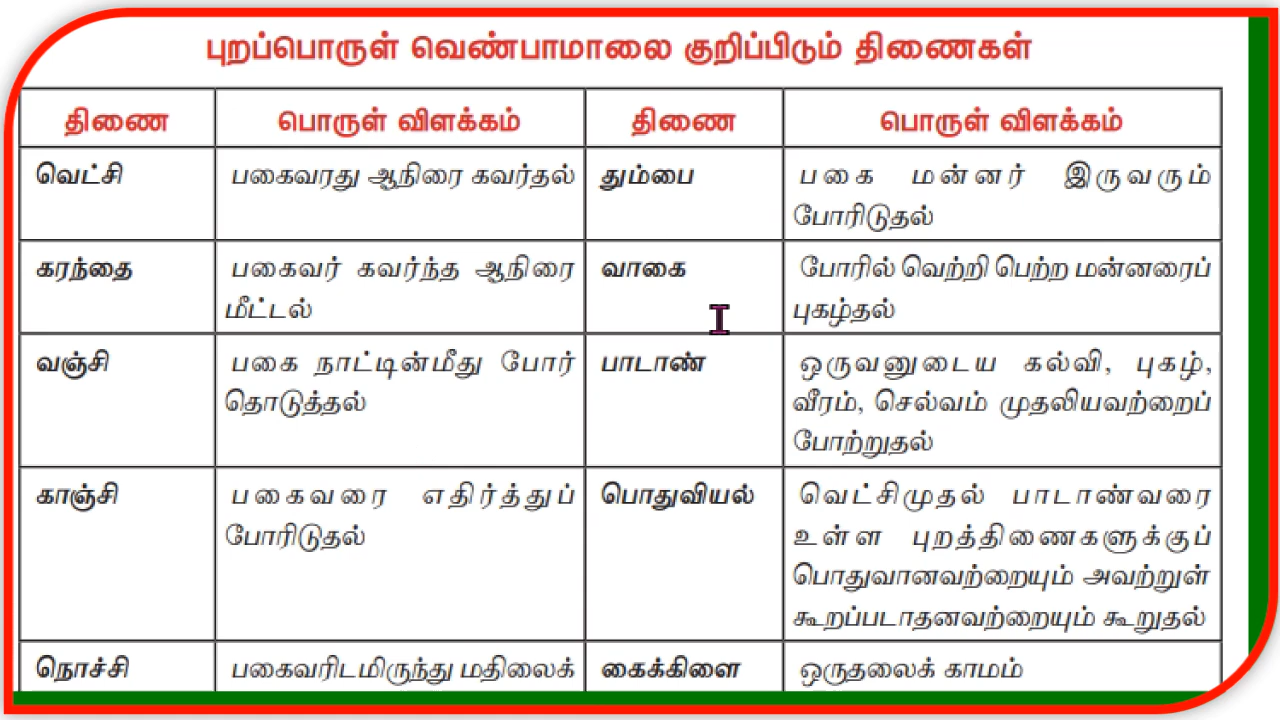 புறப்பொருள் வெண்பாமாலை குறிப்பிடும் திணைகள்
திணை பொருள் விளக்கம் திணை பொருள் விளக்கம்
வெட்சி பகைவரது ஆநிரை கவர்தல் தும்பை பகை மன்னர் இருவரும்
போரிடுதல்
கரந்தை பகைவர் கவர்ந்த ஆநிரை வாகை போரில் வெற்றி பெற்ற மன்னரைப்
மீட்டல் புகழ்தல்
வஞ்சி பகை நாட்டின்மீது போர் பாடாண் ஒருவனுடைய கல்வி, புகழ்,
தொடுத்தல் வீரம், செல்வம் முதலியவற்றைப்
போற்றுதல்
காஞ்சி பகைவரை எதிர்த்துப் பொதுவியல் வெட்சிமுதல் பாடாண்வரை
போரிடுதல் உள்ள புறத்திணைகளுக்குப்
பொதுவானவற்றையும் அவற்றுள்
கூறப்படாதனவற்றையும் கூறுதல்
நொச்சி பகைவரிடமிருந்து மதிலைக் கைக்கிளை ஒருதலைக் காமம்